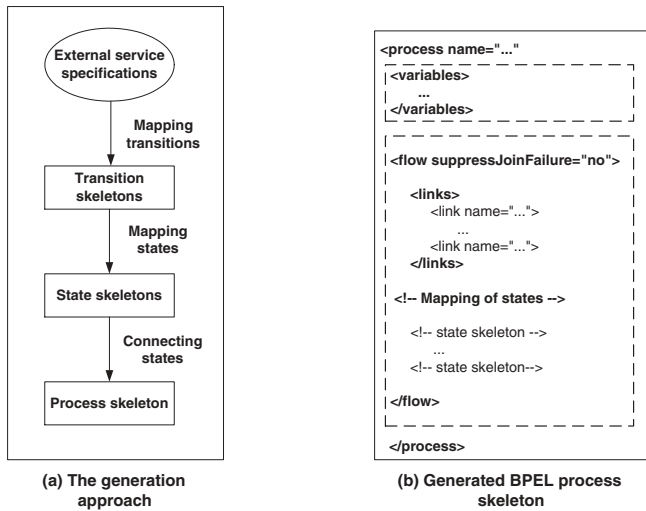 External service
specifications
Mapping
transitions
Transition
skeletons
Mapping
states
State skeletons
Connecting
states
Process skeleton
(a) The generation
approach
<process name="..."
<variables>
...
</variables>
<flow suppressJoinFailure="no">
<links>
<link name="...">
...
<link name="...">
</links>
<!-- Mapping of states -->
<!-- state skeleton -->
...
<!-- state skeleton-->
</flow>
</process>
(b) Generated BPEL process
skeleton